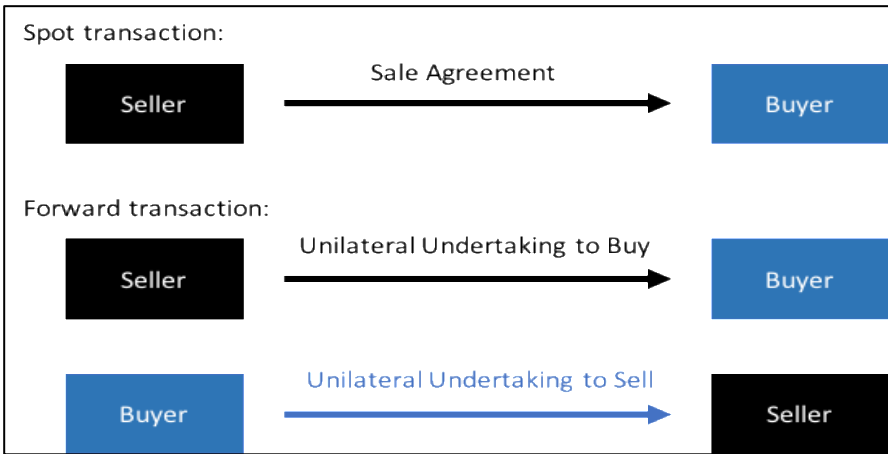 Spot transaction:
Sale Agreement
Seller
Buyer
Forward transaction:
Unilateral Undertaking to Buy
Seller
Buyer
Unilateral Undertaking to Sell
Buyer
Seller